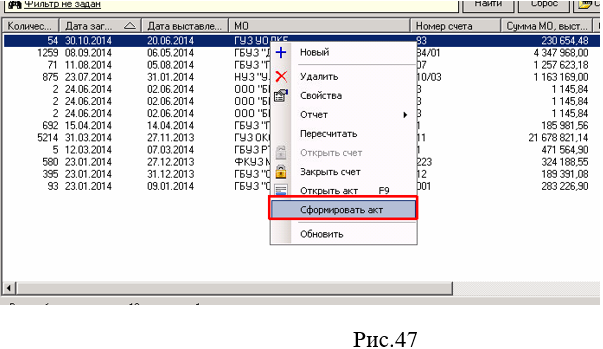 Фильтр не задан Найти Сброс
Количес... Дата заг... Дата выставле... МО Номер счета Сумма МО, выст...
54 30.10.2014 20.06.2014 ГУЗ УО ОКБ 93 230 654,48
1259 08.09.2014 06.05.2014 ГБУЗ Новый 84/01 4 347 968,00
71 11.08.2014 05.08.2014 ГБУЗ 07 1 257 623,18
875 23.07.2014 31.01.2014 НУЗ "У. Удалить 10/03 1 163 169,00
2 24.06.2014 02.06.2014 ООО Свойства 1 145,84
2 24.06.2014 02.06.2014 ООО Отчет 1 145,84
2 24.06.2014 02.06.2014 ООО 1 145,84
692 15.04.2014 14.04.2014 ГБУЗ Пересчитать 185 981,56
5214 31.03.2014 27.11.2013 ГУЗ ОК 11 21 678 821,14
5 12.03.2014 07.03.2014 ГБУЗ Открыть счет 471 564,90
580 23.01.2014 27.12.2013 ФКУЗ 223 324 188,55
395 23.01.2014 31.12.2013 ГБУЗ Закрыть счет 12 189 391,08
93 23.01.2014 09.01.2014 ГБУЗ Открыть акт F9 001 283 226,90
Сформировать акт
Обновить
Рис.47